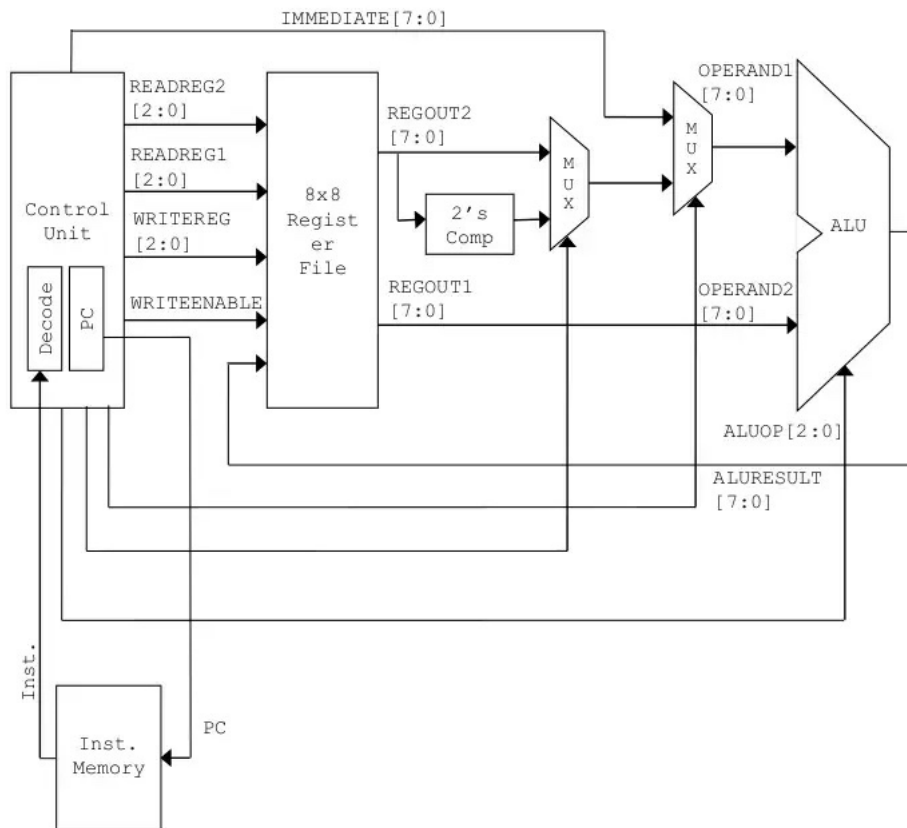 IMMEDIATE[7:0]
READREG2
[2:0]
READREG1
[2:0]
WRITEREG
[2:0]
WRITEENABLE
Control
Unit
Decode
PC
8x8
Regist
er
File
REGOUT2
[7:0]
2's
Comp
MUX
REGOUT1
[7:0]
MUX
OPERAND1
[7:0]
ALU
OPERAND2
[7:0]
ALUOP[2:0]
ALURESULT
[7:0]
Inst.
PC
Inst.
Memory